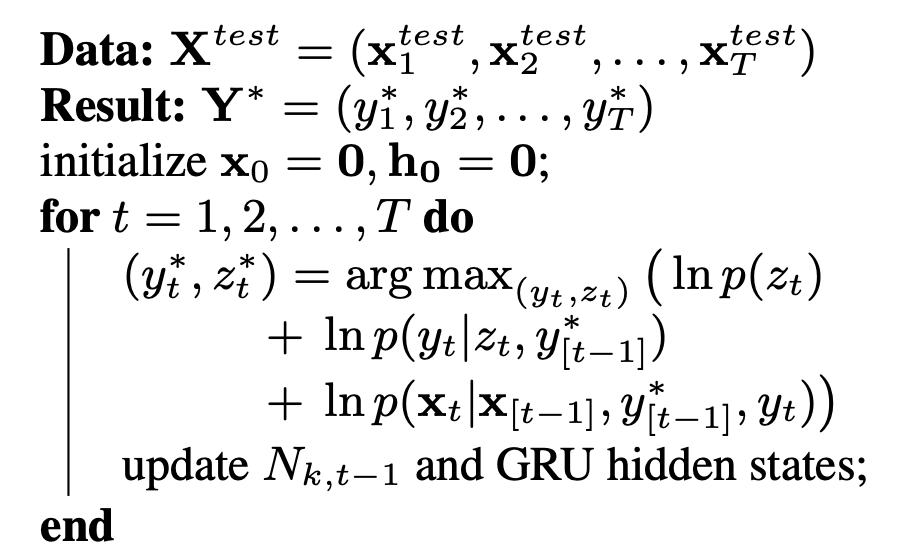 Data: $\mathbf{X}^{test} = (\mathbf{x}_1^{test}, \mathbf{x}_2^{test}, \ldots, \mathbf{x}_T^{test})$
Result: $\mathbf{Y}^* = (y_1^*, y_2^*, \ldots, y_T^*)$
initialize $\mathbf{x}_0 = \mathbf{0}, \mathbf{h_0} = \mathbf{0}$;
for $t = 1, 2, \ldots, T$ do
$(y_t^*, z_t^*) = \arg\max_{(y_t, z_t)} \big( \ln p(z_t)$
$+ \ln p(y_t | z_t, y_{[t-1]}^*)$
$+ \ln p(\mathbf{x}_t | \mathbf{x}_{[t-1]}, y_{[t-1]}^*, y_t) \big)$
update $N_{k,t-1}$ and GRU hidden states;
end